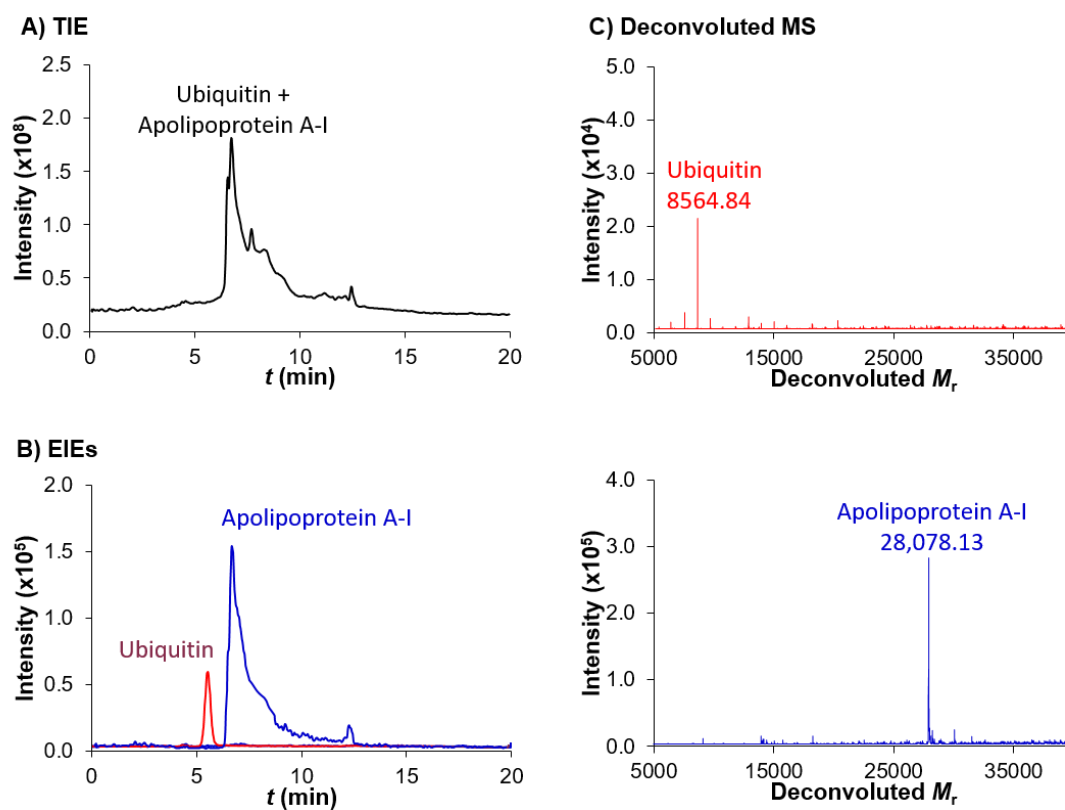 A) TIE
2.5
2.0
1.5
1.0
0.5
0.0
Intensity (x10⁸)
Ubiquitin +
Apolipoprotein A-I
0 5 10 15 20
t (min)
C) Deconvoluted MS
5.0
4.0
3.0
2.0
1.0
0.0
Intensity (x10⁴)
Ubiquitin
8564.84
5000 15000 25000 35000
Deconvoluted Mᵣ
B) EIEs
2.0
1.5
1.0
0.5
0.0
Intensity (x10⁵)
Apolipoprotein A-I
Ubiquitin
0 5 10 15 20
t (min)
4.0
3.0
2.0
1.0
0.0
Intensity (x10⁵)
Apolipoprotein A-I
28,078.13
5000 15000 25000 35000
Deconvoluted Mᵣ